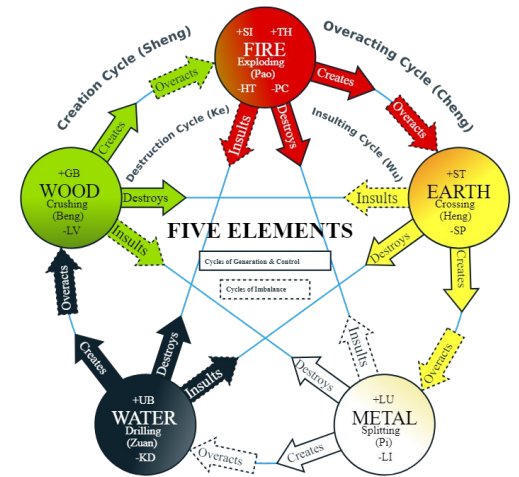 Creation Cycle (Sheng)
Overacting Cycle (Cheng)
Destruction Cycle (Ke)
Insulting Cycle (Wu)
+SI +TH
FIRE
Exploding
(Pao)
-HT -PC
Creates
Overacts
Insults
Destroys
+ST
EARTH
Crossing
(Heng)
-SP
Insults
Destroys
Creates
Overacts
+LU
METAL
Splitting
(Pi)
-LI
Insults
Destroys
Creates
Overacts
+UB
WATER
Drilling
(Zuan)
-KD
Destroys
Insults
Creates
Overacts
+GB
WOOD
Crushing
(Beng)
-LV
Creates
Overacts
Destroys
Insults
FIVE ELEMENTS
Cycles of Generation & Control
Cycles of Imbalance